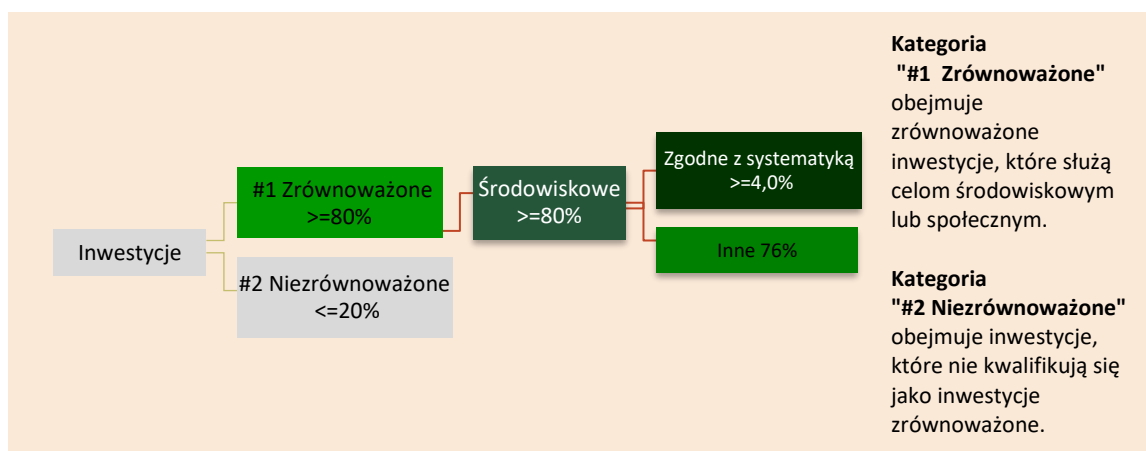 Inwestycje
#1 Zrównoważone
>=80%
#2 Niezrównoważone
<=20%
Środowiskowe
>=80%
Zgodne z systematyką
>=4,0%
Inne 76%
Kategoria
"#1 Zrównoważone"
obejmuje
zrównoważone
inwestycje, które służą
celom środowiskowym
lub społecznym.
Kategoria
"#2 Niezrównoważone"
obejmuje inwestycje,
które nie kwalifikują się
jako inwestycje
zrównoważone.